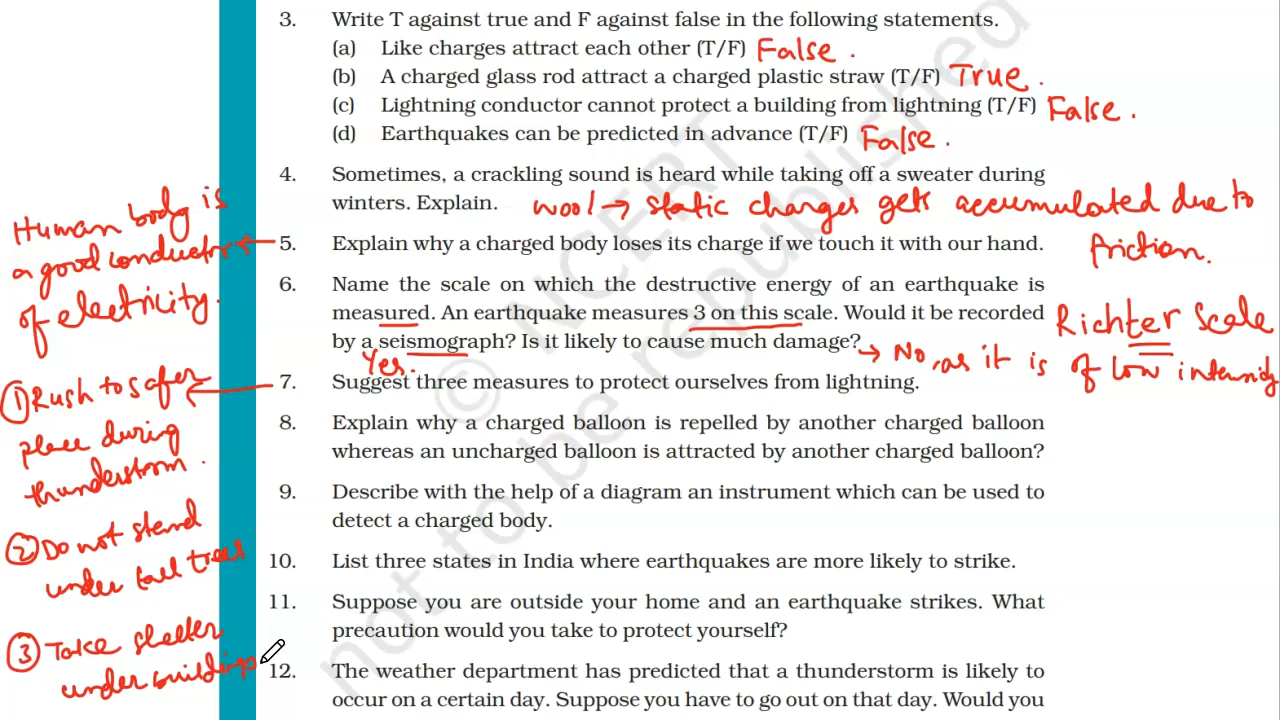 3. Write T against true and F against false in the following statements.
(a) Like charges attract each other (T/F) False.
(b) A charged glass rod attract a charged plastic straw (T/F) True.
(c) Lightning conductor cannot protect a building from lightning (T/F) False.
(d) Earthquakes can be predicted in advance (T/F) False.
4. Sometimes, a crackling sound is heard while taking off a sweater during
winters. Explain. wool → static charges gets accumulated due to
friction.
Human body is
a good conductor
of electricity.
5. Explain why a charged body loses its charge if we touch it with our hand.
6. Name the scale on which the destructive energy of an earthquake is
measured. An earthquake measures 3 on this scale. Would it be recorded
by a seismograph? Is it likely to cause much damage?
Richter Scale
Yes.
→ No, as it is of low intensity
7. Suggest three measures to protect ourselves from lightning.
① Rush to safer
place during
thunderstrom.
② Do not stand
under tall trees
③ Take shelter
under buildings
8. Explain why a charged balloon is repelled by another charged balloon
whereas an uncharged balloon is attracted by another charged balloon?
9. Describe with the help of a diagram an instrument which can be used to
detect a charged body.
10. List three states in India where earthquakes are more likely to strike.
11. Suppose you are outside your home and an earthquake strikes. What
precaution would you take to protect yourself?
12. The weather department has predicted that a thunderstorm is likely to
occur on a certain day. Suppose you have to go out on that day. Would you
© NCERT
not to be republished